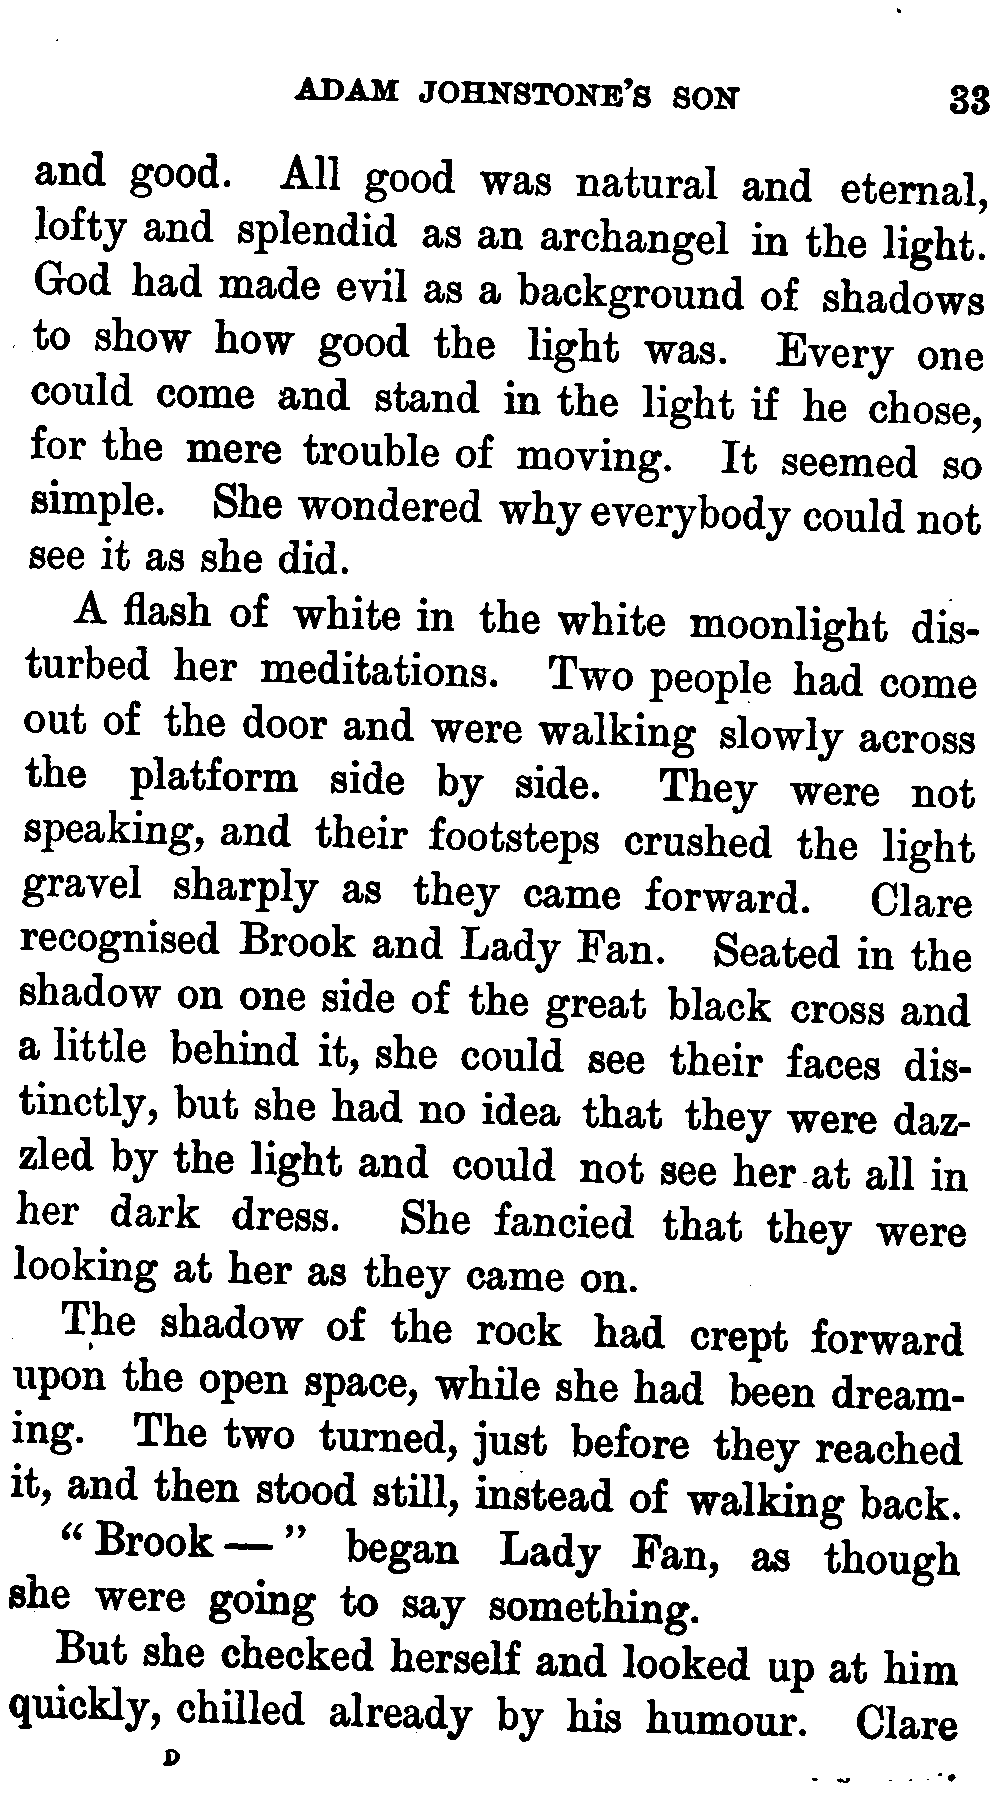 ADAM JOHNSTONE'S SON 33
and good. All good was natural and eternal,
lofty and splendid as an archangel in the light.
God had made evil as a background of shadows
to show how good the light was. Every one
could come and stand in the light if he chose,
for the mere trouble of moving. It seemed so
simple. She wondered why everybody could not
see it as she did.
A flash of white in the white moonlight dis-
turbed her meditations. Two people had come
out of the door and were walking slowly across
the platform side by side. They were not
speaking, and their footsteps crushed the light
gravel sharply as they came forward. Clare
recognised Brook and Lady Fan. Seated in the
shadow on one side of the great black cross and
a little behind it, she could see their faces dis-
tinctly, but she had no idea that they were daz-
zled by the light and could not see her at all in
her dark dress. She fancied that they were
looking at her as they came on.
The shadow of the rock had crept forward
upon the open space, while she had been dream-
ing. The two turned, just before they reached
it, and then stood still, instead of walking back.
“Brook—” began Lady Fan, as though
she were going to say something.
But she checked herself and looked up at him
quickly, chilled already by his humour. Clare
D